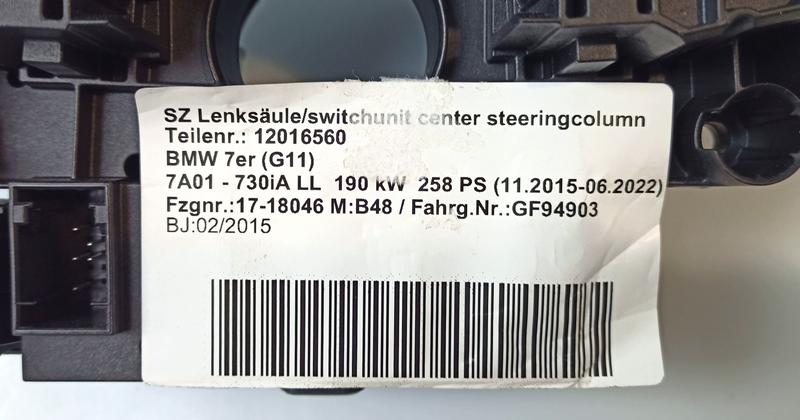 SZ Lenksäule/switchunit center steeringcolumn
Teilenr.: 12016560
BMW 7er (G11)
7A01 - 730iA LL 190 kW 258 PS (11.2015-06.2022)
Fzgnr.:17-18046 M:B48 / Fahrg.Nr.:GF94903
BJ:02/2015